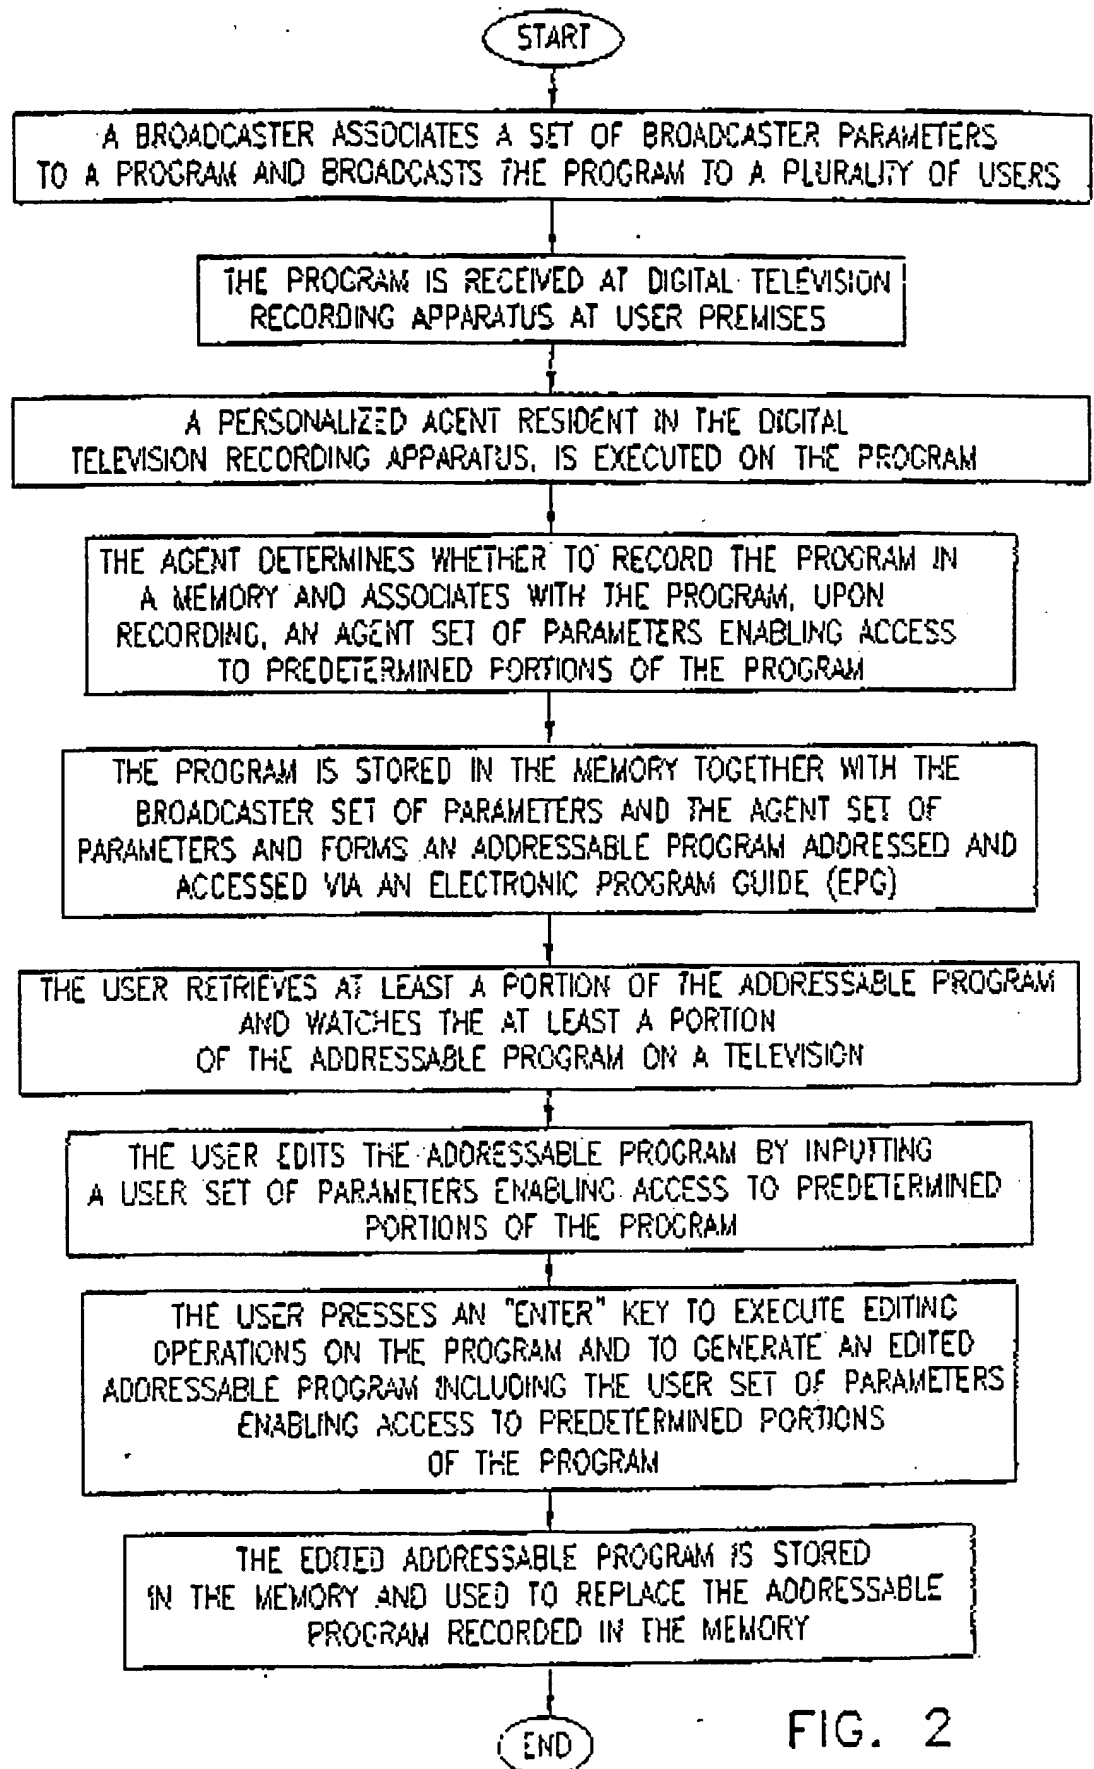 START
A BROADCASTER ASSOCIATES A SET OF BROADCASTER PARAMETERS
TO A PROGRAM AND BROADCASTS THE PROGRAM TO A PLURALITY OF USERS
THE PROGRAM IS RECEIVED AT DIGITAL TELEVISION
RECORDING APPARATUS AT USER PREMISES
A PERSONALIZED AGENT RESIDENT IN THE DIGITAL
TELEVISION RECORDING APPARATUS, IS EXECUTED ON THE PROGRAM
THE AGENT DETERMINES WHETHER TO RECORD THE PROGRAM IN
A MEMORY AND ASSOCIATES WITH THE PROGRAM, UPON
RECORDING, AN AGENT SET OF PARAMETERS ENABLING ACCESS
TO PREDETERMINED PORTIONS OF THE PROGRAM
THE PROGRAM IS STORED IN THE MEMORY TOGETHER WITH THE
BROADCASTER SET OF PARAMETERS AND THE AGENT SET OF
PARAMETERS AND FORMS AN ADDRESSABLE PROGRAM ADDRESSED AND
ACCESSED VIA AN ELECTRONIC PROGRAM GUIDE (EPG)
THE USER RETRIEVES AT LEAST A PORTION OF THE ADDRESSABLE PROGRAM
AND WATCHES THE AT LEAST A PORTION
OF THE ADDRESSABLE PROGRAM ON A TELEVISION
THE USER EDITS THE ADDRESSABLE PROGRAM BY INPUTTING
A USER SET OF PARAMETERS ENABLING ACCESS TO PREDETERMINED
PORTIONS OF THE PROGRAM
THE USER PRESSES AN "ENTER" KEY TO EXECUTE EDITING
OPERATIONS ON THE PROGRAM AND TO GENERATE AN EDITED
ADDRESSABLE PROGRAM INCLUDING THE USER SET OF PARAMETERS
ENABLING ACCESS TO PREDETERMINED PORTIONS
OF THE PROGRAM
THE EDITED ADDRESSABLE PROGRAM IS STORED
IN THE MEMORY AND USED TO REPLACE THE ADDRESSABLE
PROGRAM RECORDED IN THE MEMORY
END
FIG. 2